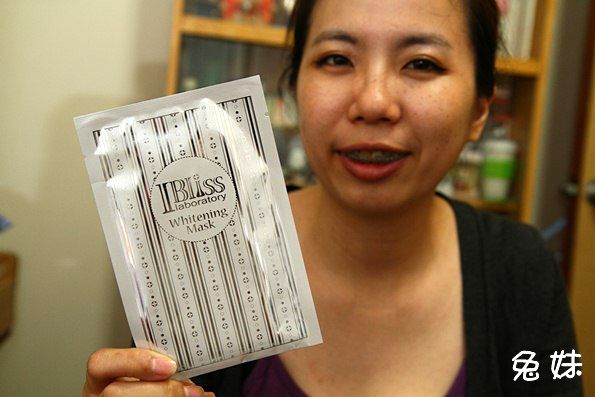 IBLiss
laboratory
Whitening
Mask
兔妹